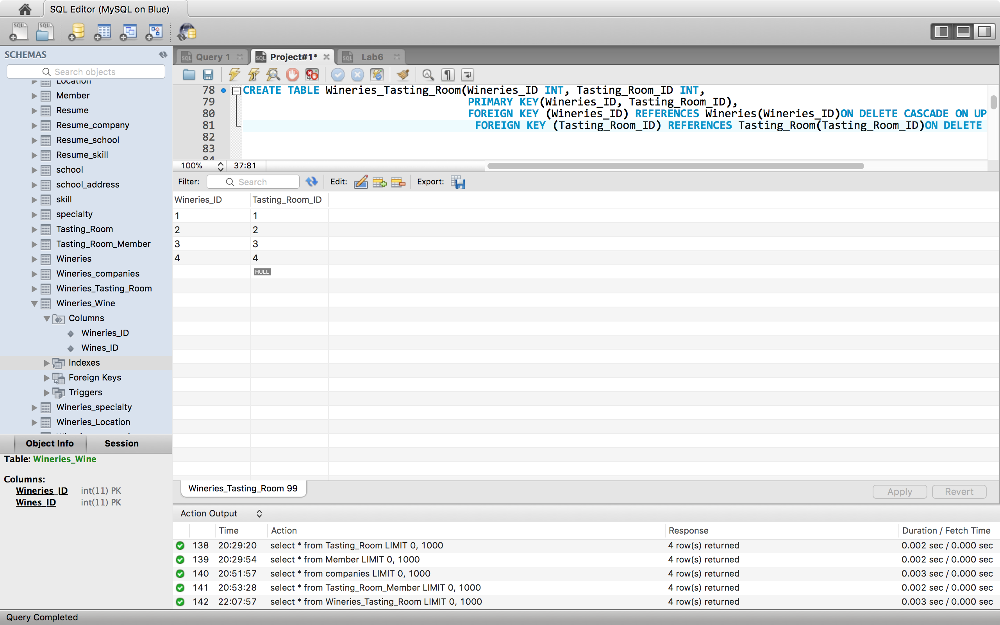 SQL Editor (MySQL on Blue)
SQL
SQL
SCHEMAS
Search objects
Location
Member
Resume
Resume_company
Resume_school
Resume_skill
school
school_address
skill
specialty
Tasting_Room
Tasting_Room_Member
Wineries
Wineries_companies
Wineries_Tasting_Room
Wineries_Wine
Columns
Wineries_ID
Wines_ID
Indexes
Foreign Keys
Triggers
Wineries_specialty
Wineries_Location
Object Info Session
Table: Wineries_Wine
Columns:
Wineries_ID int(11) PK
Wines_ID int(11) PK
SQL Query 1 SQL Project#1* SQL Lab6
78 CREATE TABLE Wineries_Tasting_Room(Wineries_ID INT, Tasting_Room_ID INT,
79 PRIMARY KEY(Wineries_ID, Tasting_Room_ID),
80 FOREIGN KEY (Wineries_ID) REFERENCES Wineries(Wineries_ID)ON DELETE CASCADE ON UP
81 FOREIGN KEY (Tasting_Room_ID) REFERENCES Tasting_Room(Tasting_Room_ID)ON DELETE
82
83
84
100% 37:81
Filter: Search Edit: Export:
Wineries_ID Tasting_Room_ID
1 1
2 2
3 3
4 4
NULL
Wineries_Tasting_Room 99 Apply Revert
Action Output
Time Action Response Duration / Fetch Time
138 20:29:20 select * from Tasting_Room LIMIT 0, 1000 4 row(s) returned 0.002 sec / 0.000 sec
139 20:29:54 select * from Member LIMIT 0, 1000 4 row(s) returned 0.002 sec / 0.000 sec
140 20:51:57 select * from companies LIMIT 0, 1000 4 row(s) returned 0.003 sec / 0.000 sec
141 20:53:28 select * from Tasting_Room_Member LIMIT 0, 1000 4 row(s) returned 0.002 sec / 0.000 sec
142 22:07:57 select * from Wineries_Tasting_Room LIMIT 0, 1000 4 row(s) returned 0.003 sec / 0.000 sec
Query Completed